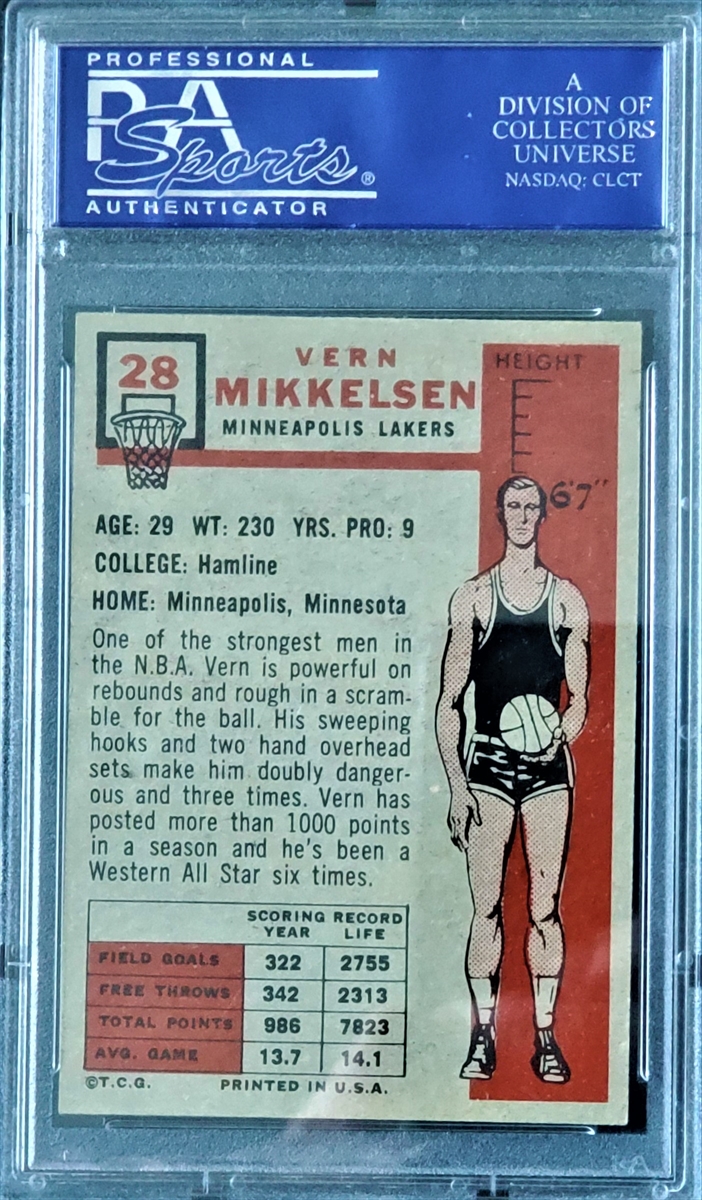 PROFESSIONAL
PSA
Sports®
AUTHENTICATOR
A
DIVISION OF
COLLECTORS
UNIVERSE
NASDAQ: CLCT
28
VERN
MIKKELSEN
MINNEAPOLIS LAKERS
HEIGHT
6'7"
AGE: 29 WT: 230 YRS. PRO: 9
COLLEGE: Hamline
HOME: Minneapolis, Minnesota
One of the strongest men in
the N.B.A. Vern is powerful on
rebounds and rough in a scram-
ble for the ball. His sweeping
hooks and two hand overhead
sets make him doubly danger-
ous and three times. Vern has
posted more than 1000 points
in a season and he's been a
Western All Star six times.
SCORING RECORD
YEAR LIFE
FIELD GOALS 322 2755
FREE THROWS 342 2313
TOTAL POINTS 986 7823
AVG. GAME 13.7 14.1
©T.C.G. PRINTED IN U.S.A.